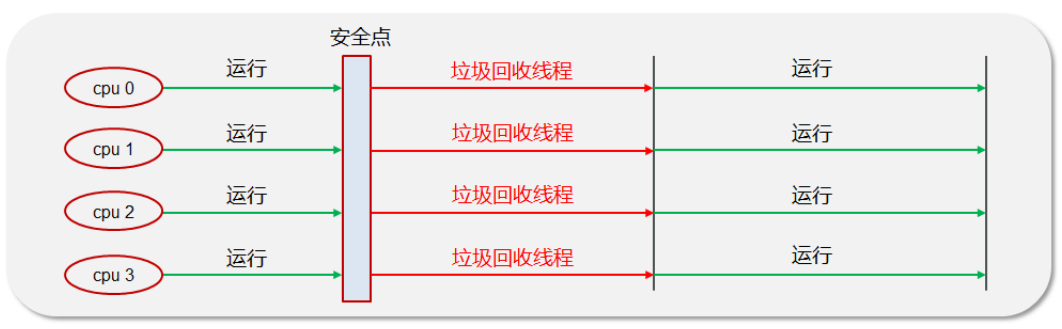 安全点
cpu 0 运行 垃圾回收线程 运行
cpu 1 运行 垃圾回收线程 运行
cpu 2 运行 垃圾回收线程 运行
cpu 3 运行 垃圾回收线程 运行